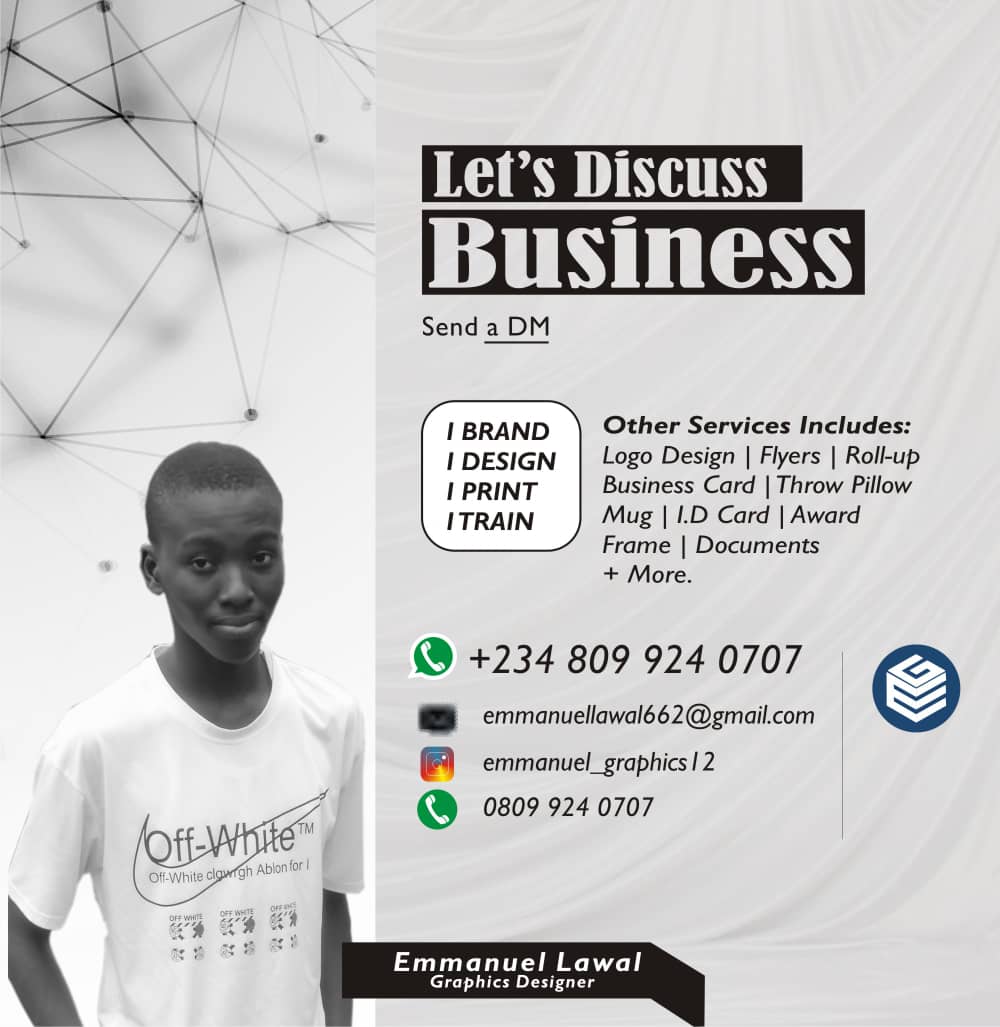 Let's Discuss
Business
Send a DM
I BRAND
I DESIGN
I PRINT
I TRAIN
Other Services Includes:
Logo Design | Flyers | Roll-up
Business Card | Throw Pillow
Mug | I.D Card | Award
Frame | Documents
+ More.
+234 809 924 0707
emmanuellawal662@gmail.com
emmanuel_graphics12
0809 924 0707
Off-White™
Off-White clgwrgh Ablon for l
OFF WHITE OFF WHITE OFF WHITE
Emmanuel Lawal
Graphics Designer